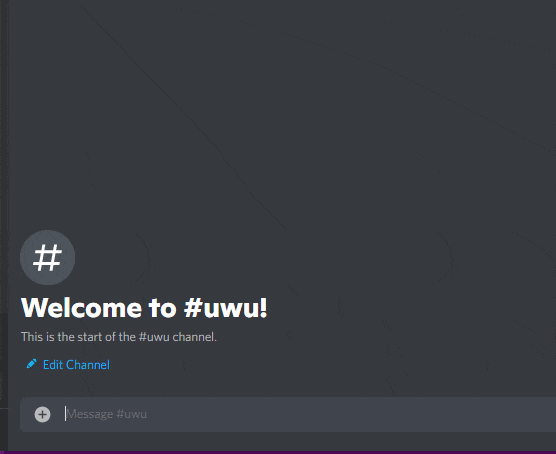 #
Welcome to #uwu!
This is the start of the #uwu channel.
Edit Channel
Message #uwu